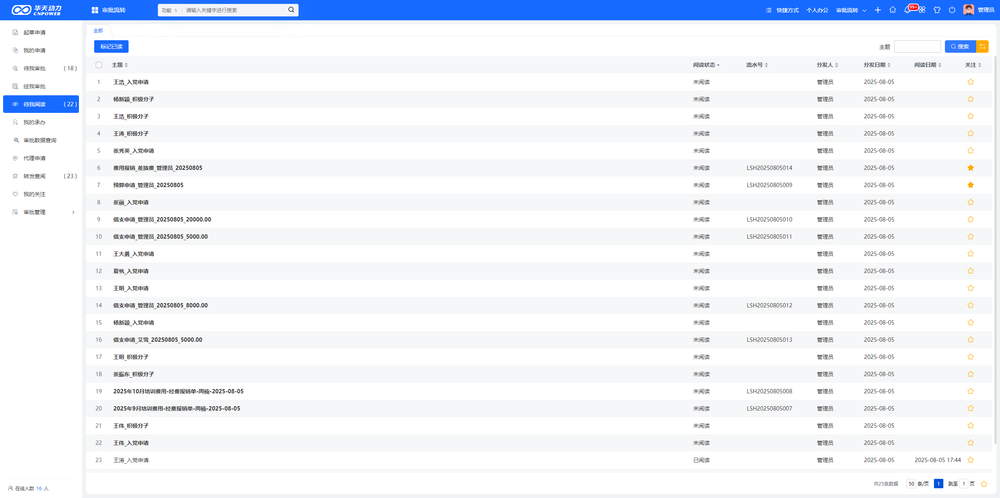 华天动力
CNPOWER
审批流转
功能 请输入关键字进行搜索
快捷方式 个人办公 审批流转 99+ 管理员
起草申请
我的申请
待我审批 (18)
经我审批
待我阅读 (22)
我的承办
审批数据查询
代理申请
转发查阅 (23)
我的关注
审批管理
在线人数 16 人
全部
标记已读 主题 搜索
主题 阅读状态 流水号 分发人 分发日期 阅读日期 关注
1 王浩_入党申请 未阅读 管理员 2025-08-05
2 杨新颖_积极分子 未阅读 管理员 2025-08-05
3 王浩_积极分子 未阅读 管理员 2025-08-05
4 王涛_积极分子 未阅读 管理员 2025-08-05
5 张秀英_入党申请 未阅读 管理员 2025-08-05
6 费用报销_差旅费_管理员_20250805 未阅读 LSH20250805014 管理员 2025-08-05
7 预算申请_管理员_20250805 未阅读 LSH20250805009 管理员 2025-08-05
8 张丽_入党申请 未阅读 管理员 2025-08-05
9 借支申请_管理员_20250805_20000.00 未阅读 LSH20250805010 管理员 2025-08-05
10 借支申请_管理员_20250805_5000.00 未阅读 LSH20250805011 管理员 2025-08-05
11 王大勇_入党申请 未阅读 管理员 2025-08-05
12 夏帆_入党申请 未阅读 管理员 2025-08-05
13 王明_入党申请 未阅读 管理员 2025-08-05
14 借支申请_管理员_20250805_8000.00 未阅读 LSH20250805012 管理员 2025-08-05
15 杨新颖_入党申请 未阅读 管理员 2025-08-05
16 借支申请_艾雪_20250805_5000.00 未阅读 LSH20250805013 管理员 2025-08-05
17 王明_积极分子 未阅读 管理员 2025-08-05
18 张振东_积极分子 未阅读 管理员 2025-08-05
19 2025年10月培训费用-经费报销单-周楠-2025-08-05 未阅读 LSH20250805008 管理员 2025-08-05
20 2025年9月培训费用-经费报销单-周楠-2025-08-05 未阅读 LSH20250805007 管理员 2025-08-05
21 王伟_积极分子 未阅读 管理员 2025-08-05
22 王伟_入党申请 未阅读 管理员 2025-08-05
23 王涛_入党申请 已阅读 管理员 2025-08-05 2025-08-05 17:44
共25条数据 50 条/页 1 跳至 1 页